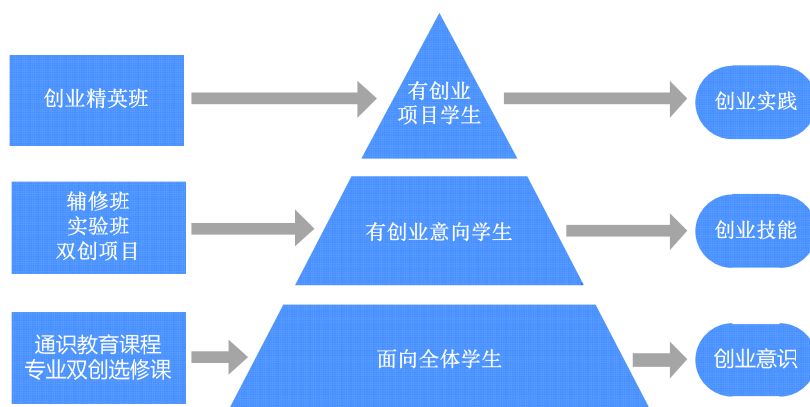 创业精英班
有创业
项目学生
创业实践
辅修班
实验班
双创项目
有创业意向学生
创业技能
通识教育课程
专业双创选修课
面向全体学生
创业意识